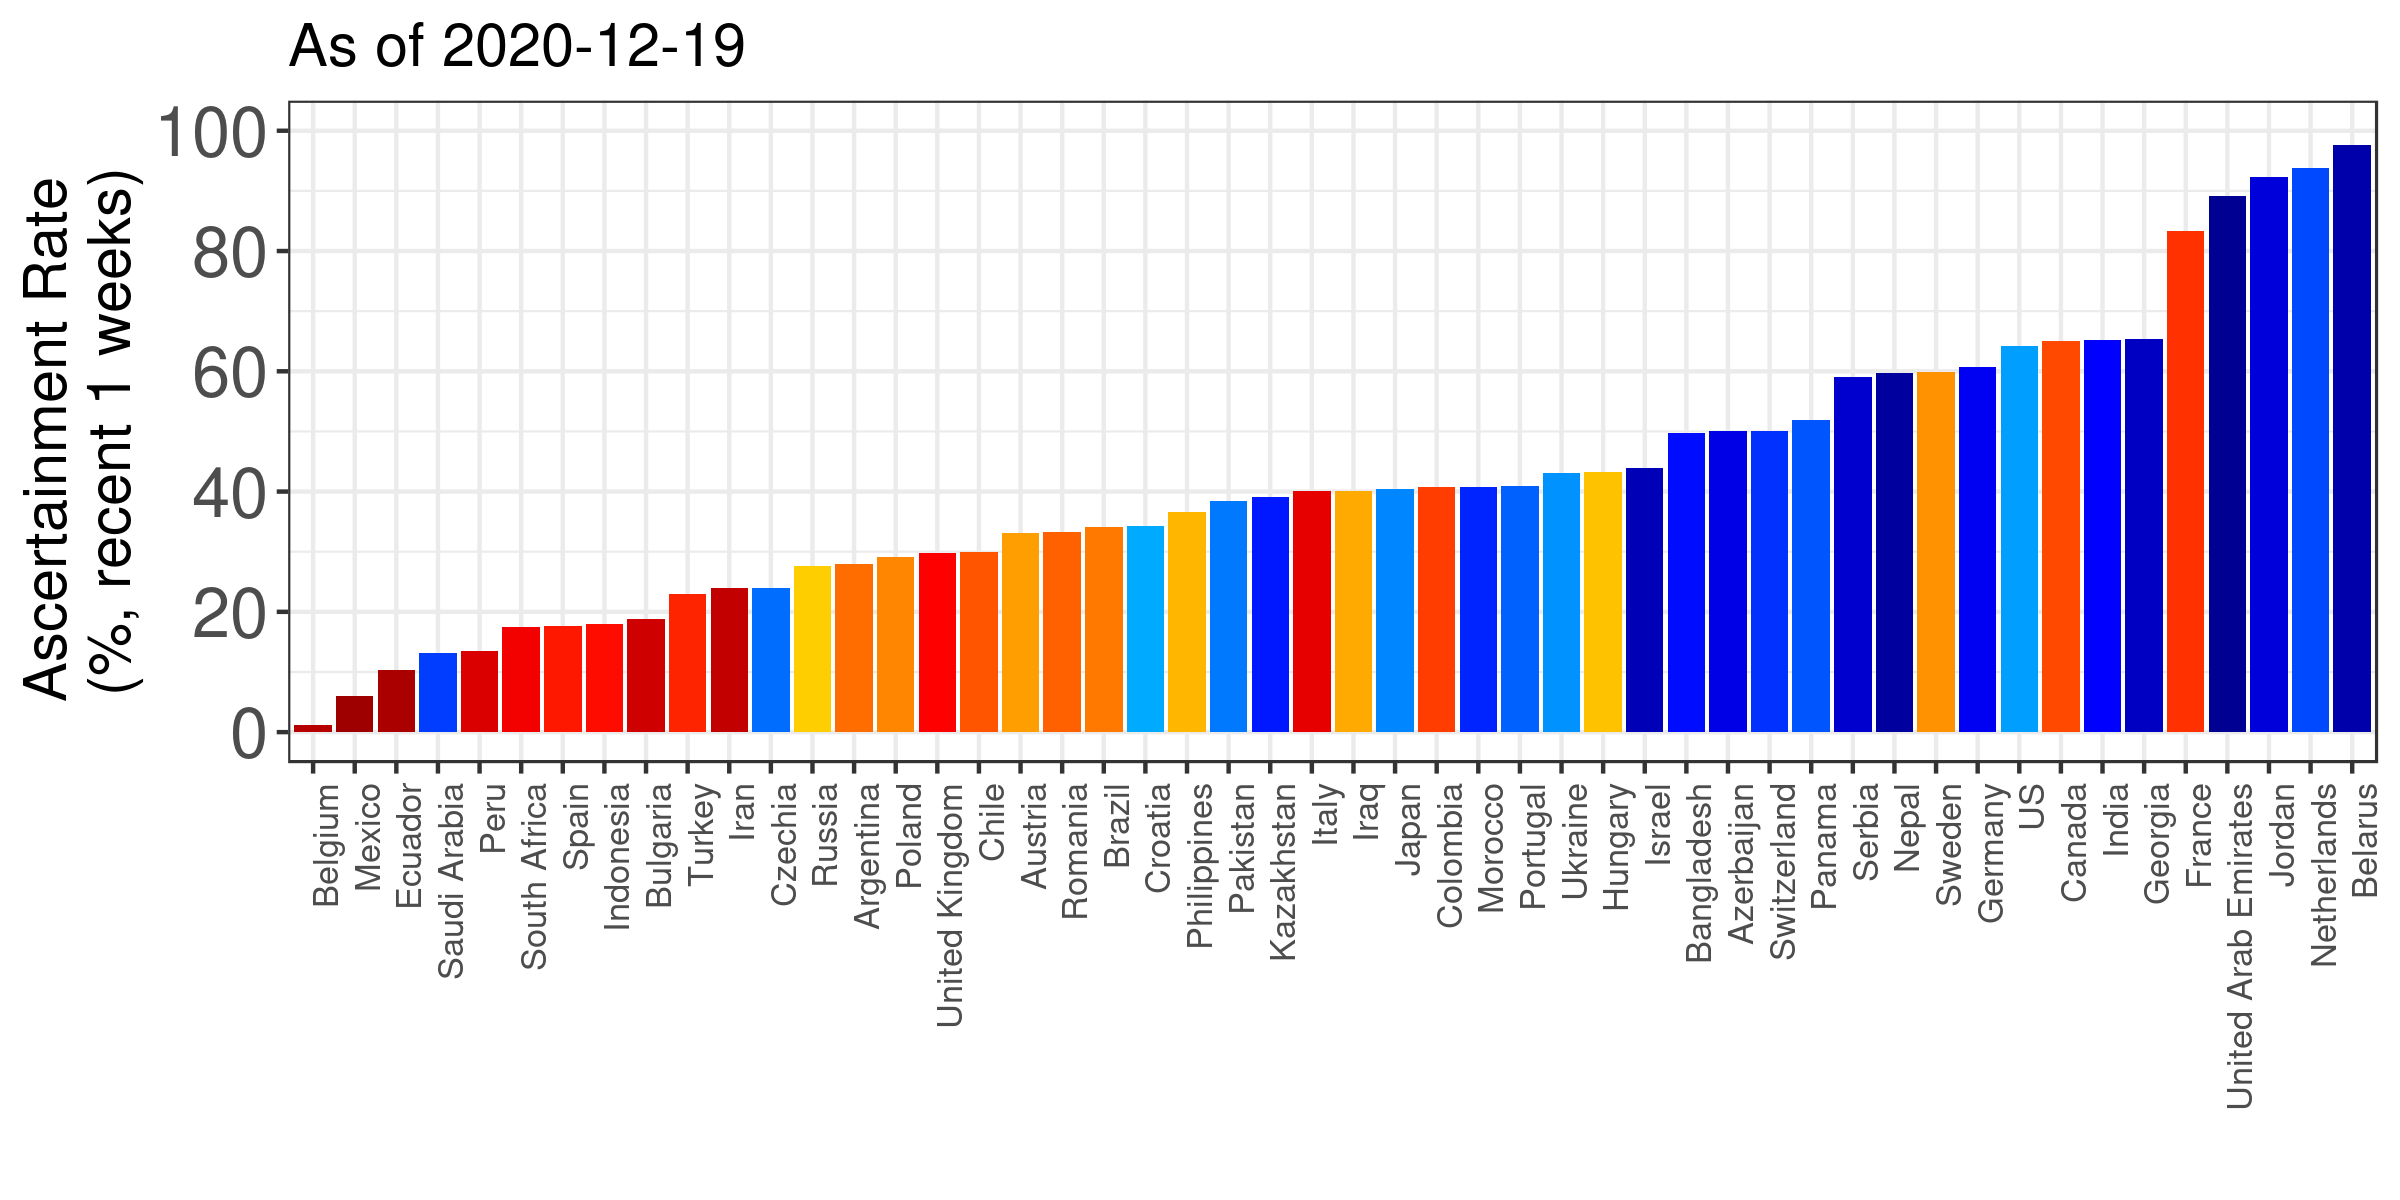 As of 2020-12-19
Ascertainment Rate
(%, recent 1 weeks)
100
80
60
40
20
0
Belgium
Mexico
Ecuador
Saudi Arabia
Peru
South Africa
Spain
Indonesia
Bulgaria
Turkey
Iran
Czechia
Russia
Argentina
Poland
United Kingdom
Chile
Austria
Romania
Brazil
Croatia
Philippines
Pakistan
Kazakhstan
Italy
Iraq
Japan
Colombia
Morocco
Portugal
Ukraine
Hungary
Israel
Bangladesh
Azerbaijan
Switzerland
Panama
Serbia
Nepal
Sweden
Germany
US
Canada
India
Georgia
France
United Arab Emirates
Jordan
Netherlands
Belarus